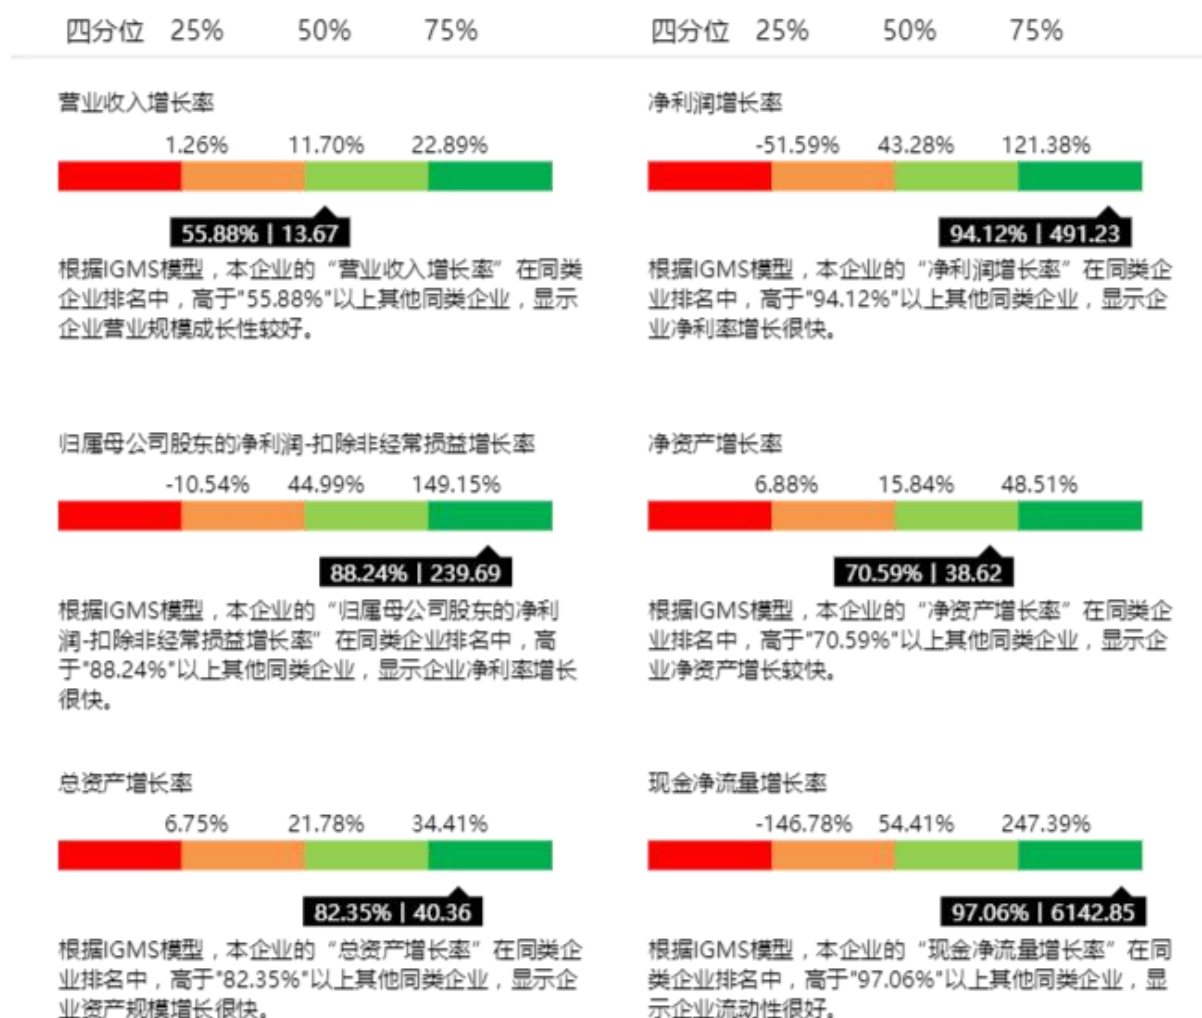 四分位 25% 50% 75%
四分位 25% 50% 75%
营业收入增长率
1.26% 11.70% 22.89%
55.88% | 13.67
根据IGMS模型，本企业的“营业收入增长率”在同类
企业排名中，高于"55.88%"以上其他同类企业，显示
企业营业规模成长性较好。
净利润增长率
-51.59% 43.28% 121.38%
94.12% | 491.23
根据IGMS模型，本企业的“净利润增长率”在同类企
业排名中，高于"94.12%"以上其他同类企业，显示企
业净利率增长很快。
归属母公司股东的净利润-扣除非经常损益增长率
-10.54% 44.99% 149.15%
88.24% | 239.69
根据IGMS模型，本企业的“归属母公司股东的净利
润-扣除非经常损益增长率”在同类企业排名中，高
于"88.24%"以上其他同类企业，显示企业净利率增长
很快。
净资产增长率
6.88% 15.84% 48.51%
70.59% | 38.62
根据IGMS模型，本企业的“净资产增长率”在同类企
业排名中，高于"70.59%"以上其他同类企业，显示企
业净资产增长较快。
总资产增长率
6.75% 21.78% 34.41%
82.35% | 40.36
根据IGMS模型，本企业的“总资产增长率”在同类企
业排名中，高于"82.35%"以上其他同类企业，显示企
业资产规模增长很快。
现金净流量增长率
-146.78% 54.41% 247.39%
97.06% | 6142.85
根据IGMS模型，本企业的“现金净流量增长率”在同
类企业排名中，高于"97.06%"以上其他同类企业，显
示企业流动性很好。